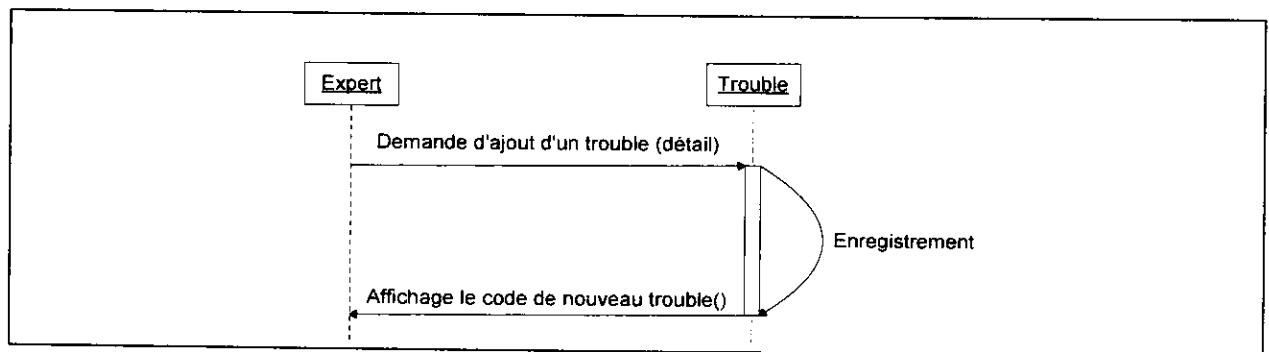 Expert
Trouble
Demande d'ajout d'un trouble (détail)
Enregistrement
Affichage le code de nouveau trouble()